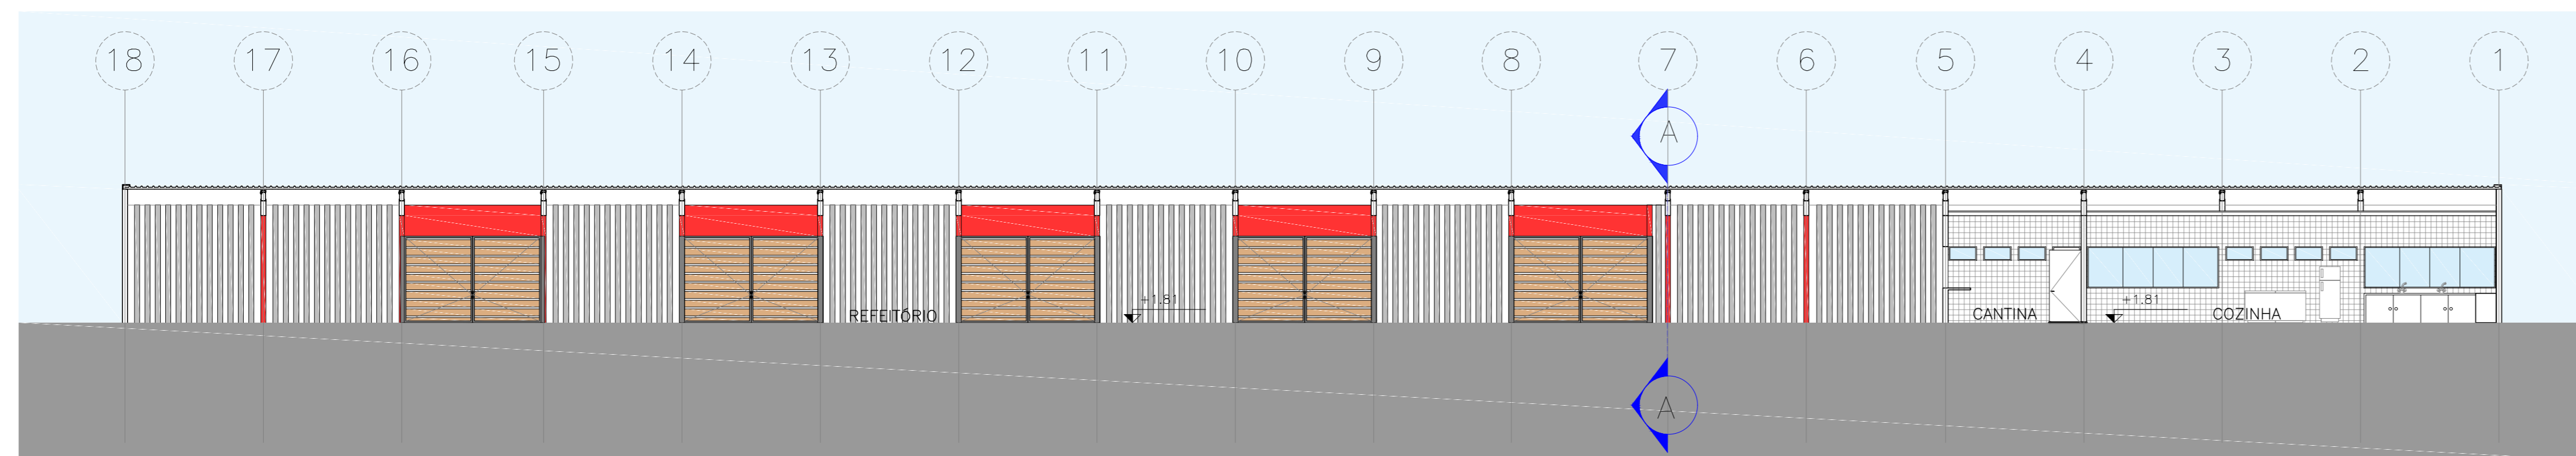 18 17 16 15 14 13 12 11 10 9 8 7 6 5 4 3 2 1
A
+1.81
+1.81
REFEITÓRIO
CANTINA
COZINHA
A